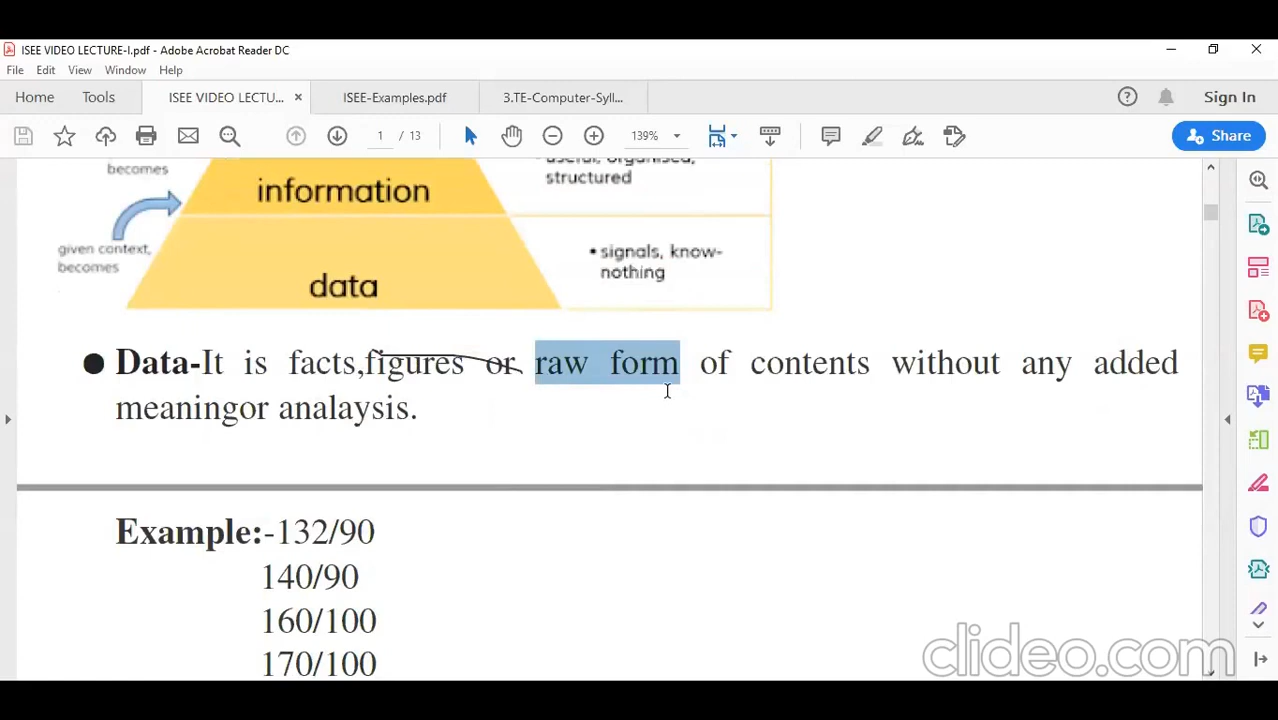 ISEE VIDEO LECTURE-I.pdf - Adobe Acrobat Reader DC
File Edit View Window Help
Home Tools ISEE VIDEO LECTU... × ISEE-Examples.pdf 3.TE-Computer-Syll... Sign In
1 / 13 139% Share
becomes
information
useful, organised,
structured
given context,
becomes
data
• signals, know-
nothing
● Data-It is facts,figures or raw form of contents without any added
meaningor analaysis.
Example:-132/90
140/90
160/100
170/100
clideo.com